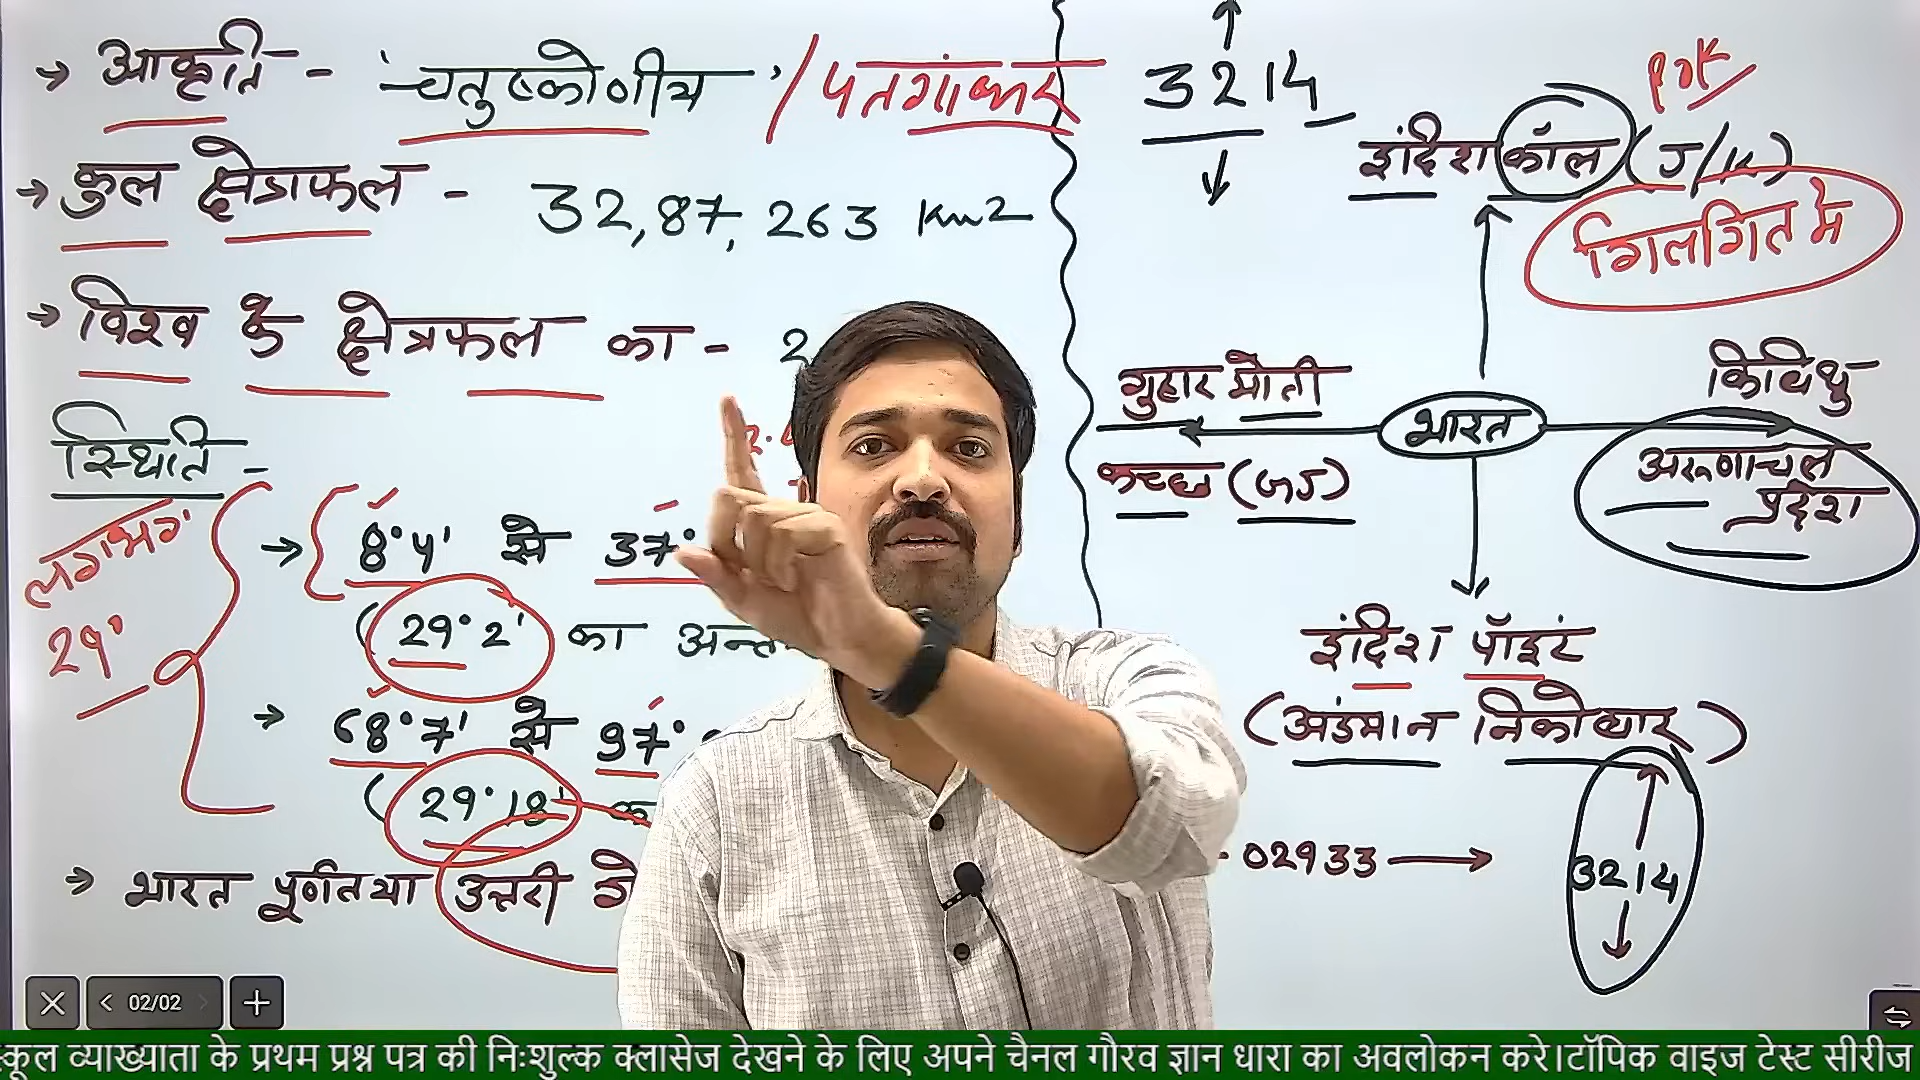 → आकृति - चतुष्कोणीय / पतगांकार
→ कुल क्षेत्रफल - 32,87,263 Km2
→ विश्व के क्षेत्रफल का - 2
स्थिति -
लगभग 29°
→ 8°4' से 37°
(29°2' का
→ 68°7' से 97°
(29°18'
→ भारत पूर्णतया उत्तरी
3214
इंदिरा कॉल (J/K)
POK
गिलगित मे
गुहार मोती
कच्छ (GJ)
भारत
किविथु
अरूणाचल
प्रदेश
इंदिरा पॉइंट
(अंडमान निकोबार)
02933 → 3214
02/02
स्कूल व्याख्याता के प्रथम प्रश्न पत्र की निःशुल्क क्लासेज देखने के लिए अपने चैनल गौरव ज्ञान धारा का अवलोकन करे।टॉपिक वाइज टेस्ट सीरीज